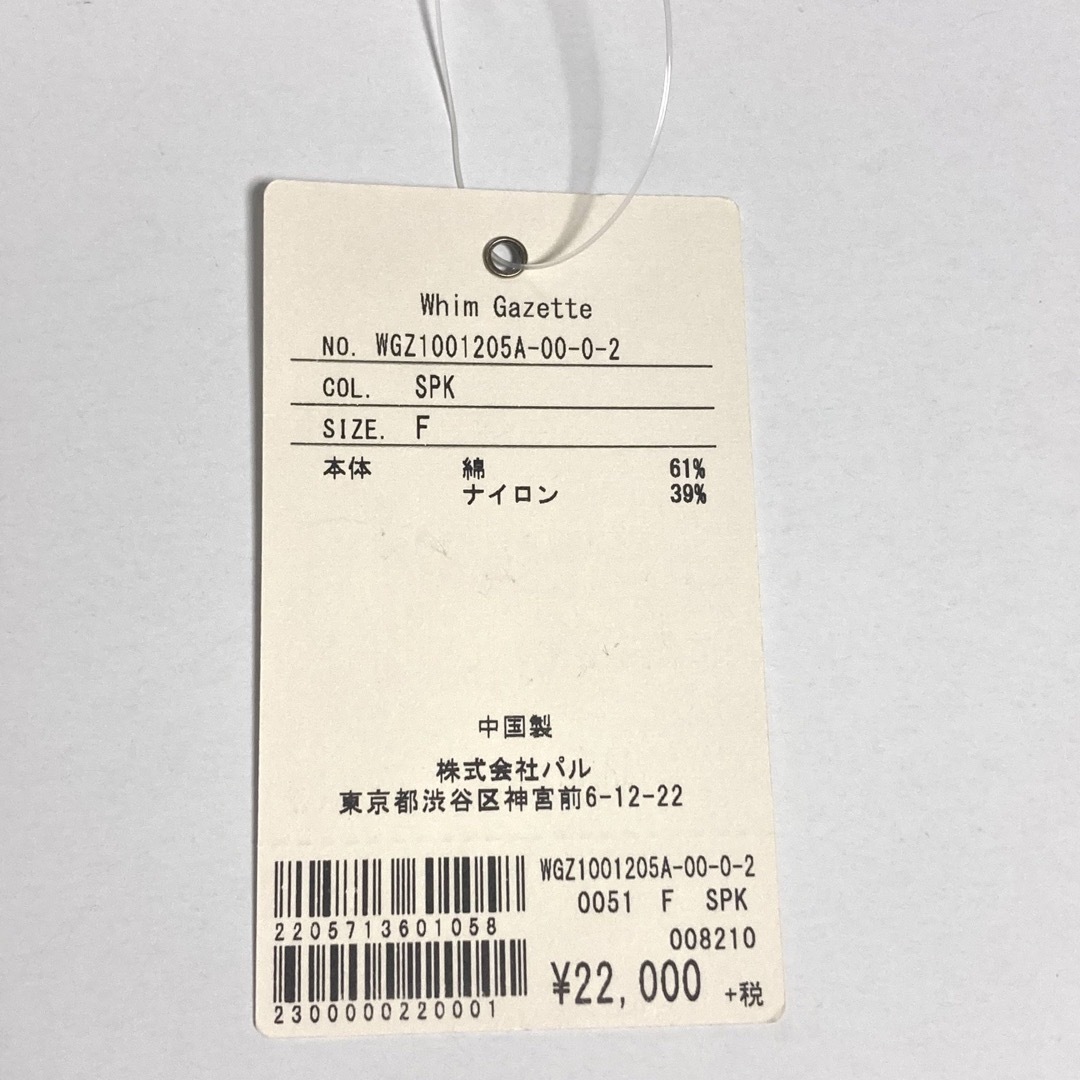 Whim Gazette
NO. WGZ1001205A-00-0-2
COL. SPK
SIZE. F
本体 綿 61%
ナイロン 39%
中国製
株式会社パル
東京都渋谷区神宮前6-12-22
WGZ1001205A-00-0-2
0051 F SPK
2205713601058
008210
¥22,000 +税
2300000220001